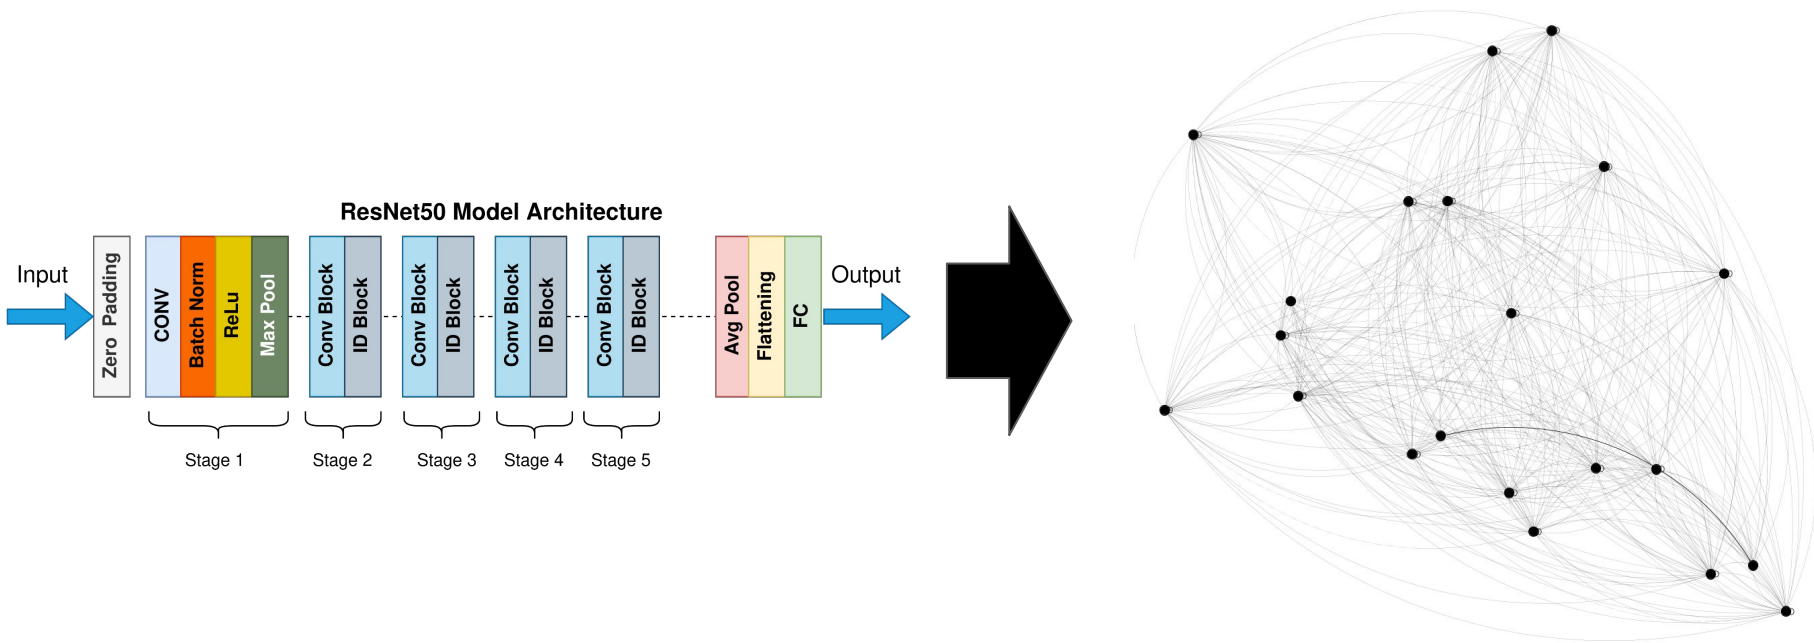 ResNet50 Model Architecture
Input
Zero Padding
CONV
Batch Norm
ReLu
Max Pool
Conv Block
ID Block
Conv Block
ID Block
Conv Block
ID Block
Conv Block
ID Block
Avg Pool
Flattening
FC
Output
Stage 1
Stage 2
Stage 3
Stage 4
Stage 5